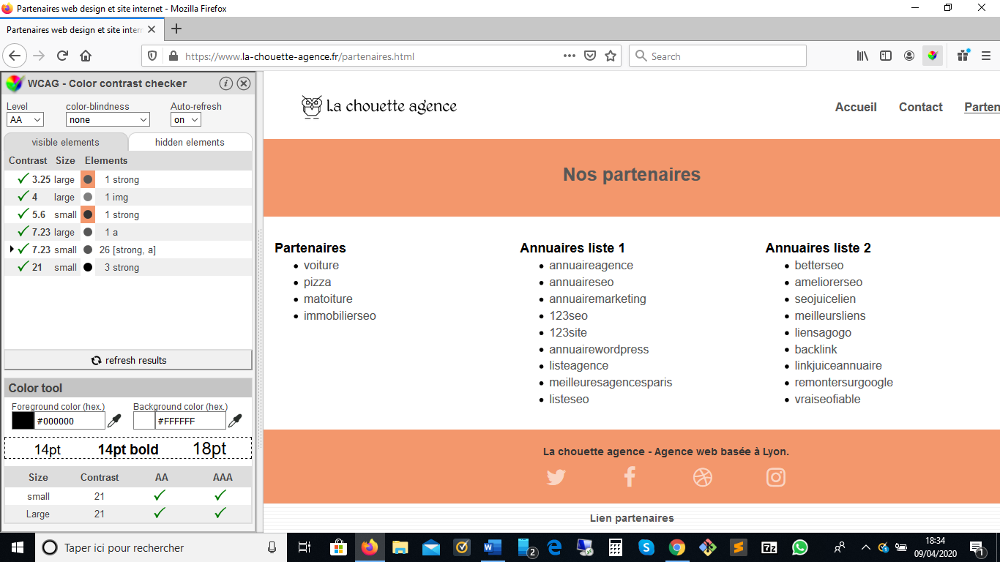 Partenaires web design et site internet - Mozilla Firefox
Partenaires web design et site inter
https://www.la-chouette-agence.fr/partenaires.html
Search
WCAG - Color contrast checker
Level color-blindness Auto-refresh
AA none on
visible elements hidden elements
Contrast Size Elements
3.25 large 1 strong
4 large 1 img
5.6 small 1 strong
7.23 large 1 a
7.23 small 26 [strong, a]
21 small 3 strong
refresh results
Color tool
Foreground color (hex.) Background color (hex.)
#000000 #FFFFFF
14pt 14pt bold 18pt
Size Contrast AA AAA
small 21
Large 21
La chouette agence
Accueil Contact Parten
Nos partenaires
Partenaires
voiture
pizza
matoiture
immobilierseo
Annuaires liste 1
annuaireagence
annuaireseo
annuairemarketing
123seo
123site
annuairewordpress
listeagence
meilleuresagencesparis
listeseo
Annuaires liste 2
betterseo
ameliorerseo
seojuicelien
meilleursliens
liensagogo
backlink
linkjuiceannuaire
remontersurgoogle
vraiseofiable
La chouette agence - Agence web basée à Lyon.
Lien partenaires
Taper ici pour rechercher
2
7z
18:34
09/04/2020
1